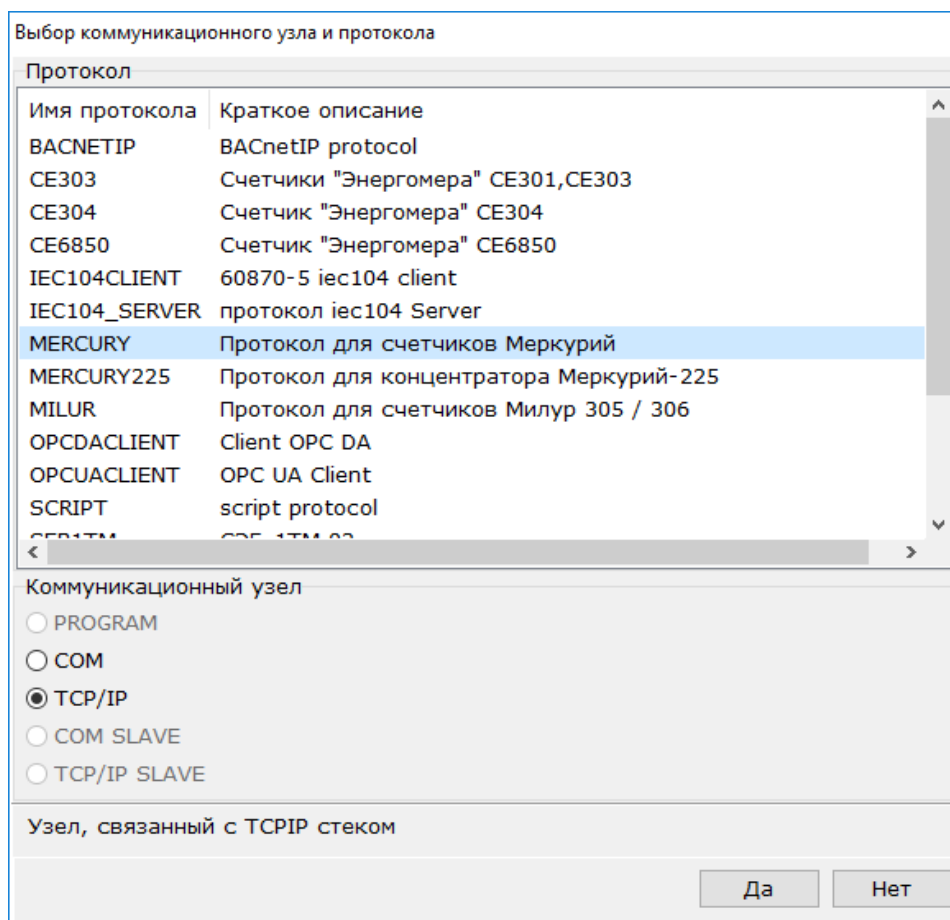 Выбор коммуникационного узла и протокола
Протокол
Имя протокола Краткое описание
BACNETIP BACnetIP protocol
CE303 Счетчики "Энергомера" CE301,CE303
CE304 Счетчик "Энергомера" CE304
CE6850 Счетчик "Энергомера" CE6850
IEC104CLIENT 60870-5 iec104 client
IEC104_SERVER протокол iec104 Server
MERCURY Протокол для счетчиков Меркурий
MERCURY225 Протокол для концентратора Меркурий-225
MILUR Протокол для счетчиков Милур 305 / 306
OPCDACLIENT Client OPC DA
OPCUACLIENT OPC UA Client
SCRIPT script protocol
Коммуникационный узел
PROGRAM
COM
TCP/IP
COM SLAVE
TCP/IP SLAVE
Узел, связанный с TCPIP стеком
Да Нет